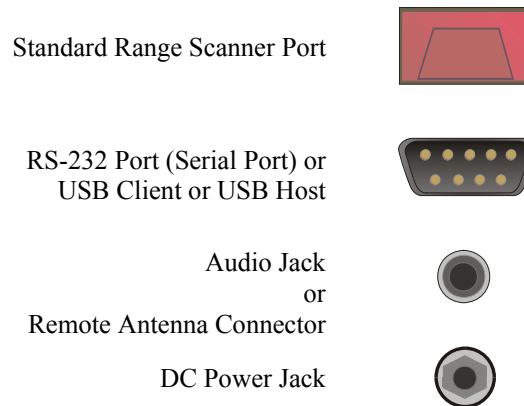 Standard Range Scanner Port
RS-232 Port (Serial Port) or
USB Client or USB Host
Audio Jack
or
Remote Antenna Connector
DC Power Jack